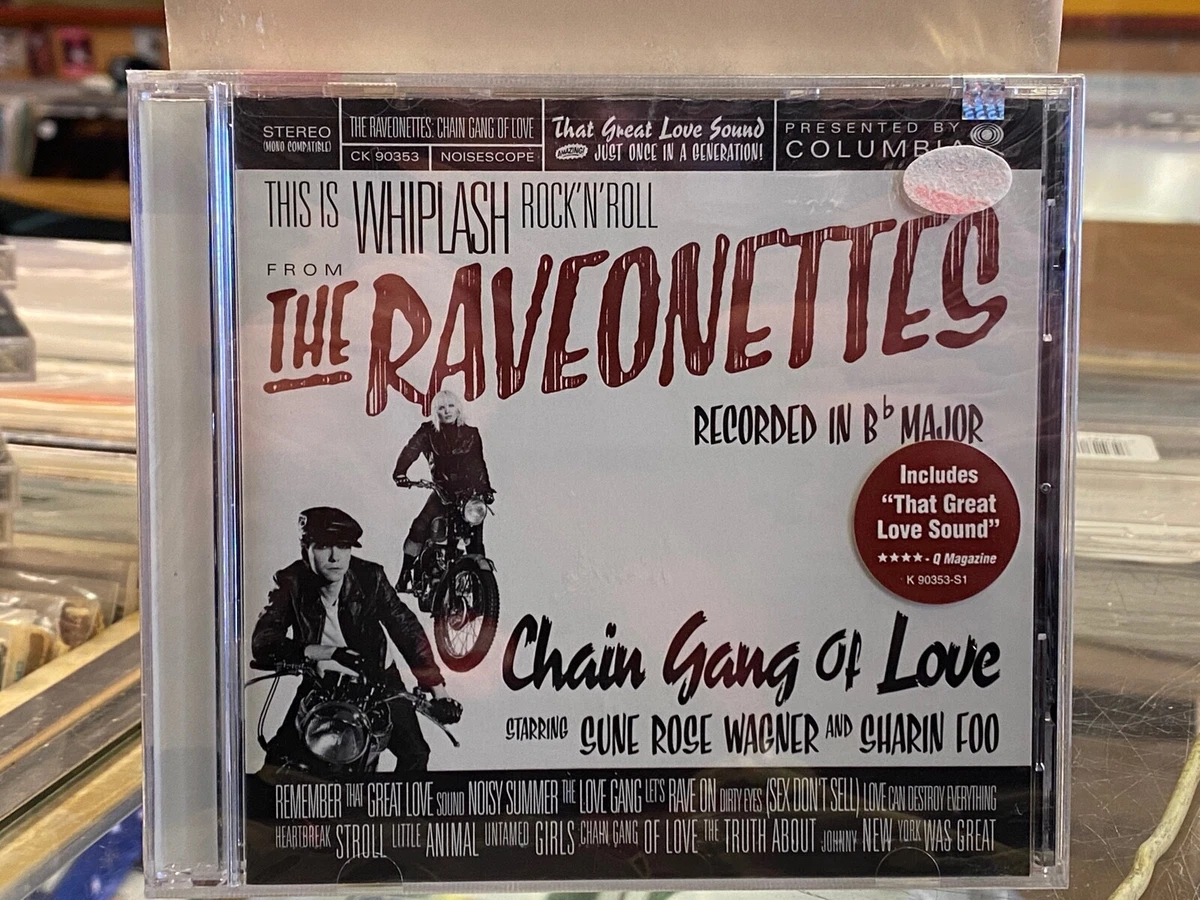 STEREO
(MONO COMPATIBLE)
THE RAVEONETTES: CHAIN GANG OF LOVE
CK 90353
NOISESCOPE
That Great Love Sound
AMAZING! JUST ONCE IN A GENERATION!
PRESENTED BY
COLUMBIA
THIS IS WHIPLASH ROCK'N'ROLL
FROM
THE RAVEONETTES
RECORDED IN B♭ MAJOR
Includes
"That Great
Love Sound"
★★★★- Q Magazine
K 90353-S1
Chain Gang Of Love
STARRING SUNE ROSE WAGNER AND SHARIN FOO
REMEMBER THAT GREAT LOVE SOUND NOISY SUMMER THE LOVE GANG LET'S RAVE ON DIRTY EYES (SEX DON'T SELL) LOVE CAN DESTROY EVERYTHING
HEARTBREAK STROLL LITTLE ANIMAL UNTAMED GIRLS CHAIN GANG OF LOVE THE TRUTH ABOUT JOHNNY NEW YORK WAS GREAT